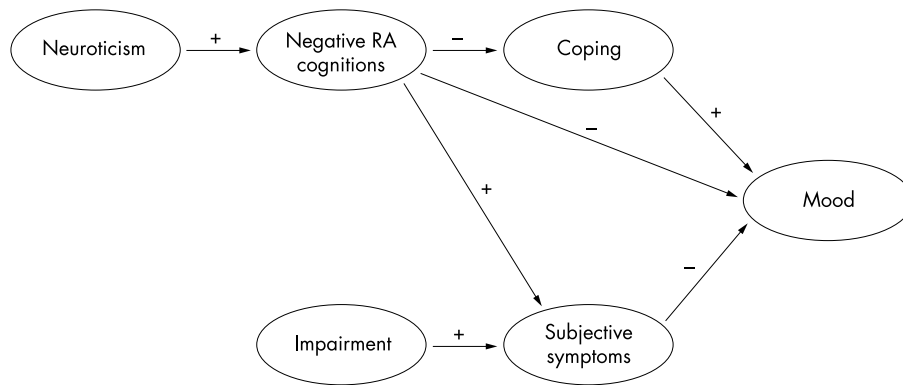 Neuroticism
+
Negative RA
cognitions
–
Coping
+
–
+
Mood
–
Impairment
+
Subjective
symptoms